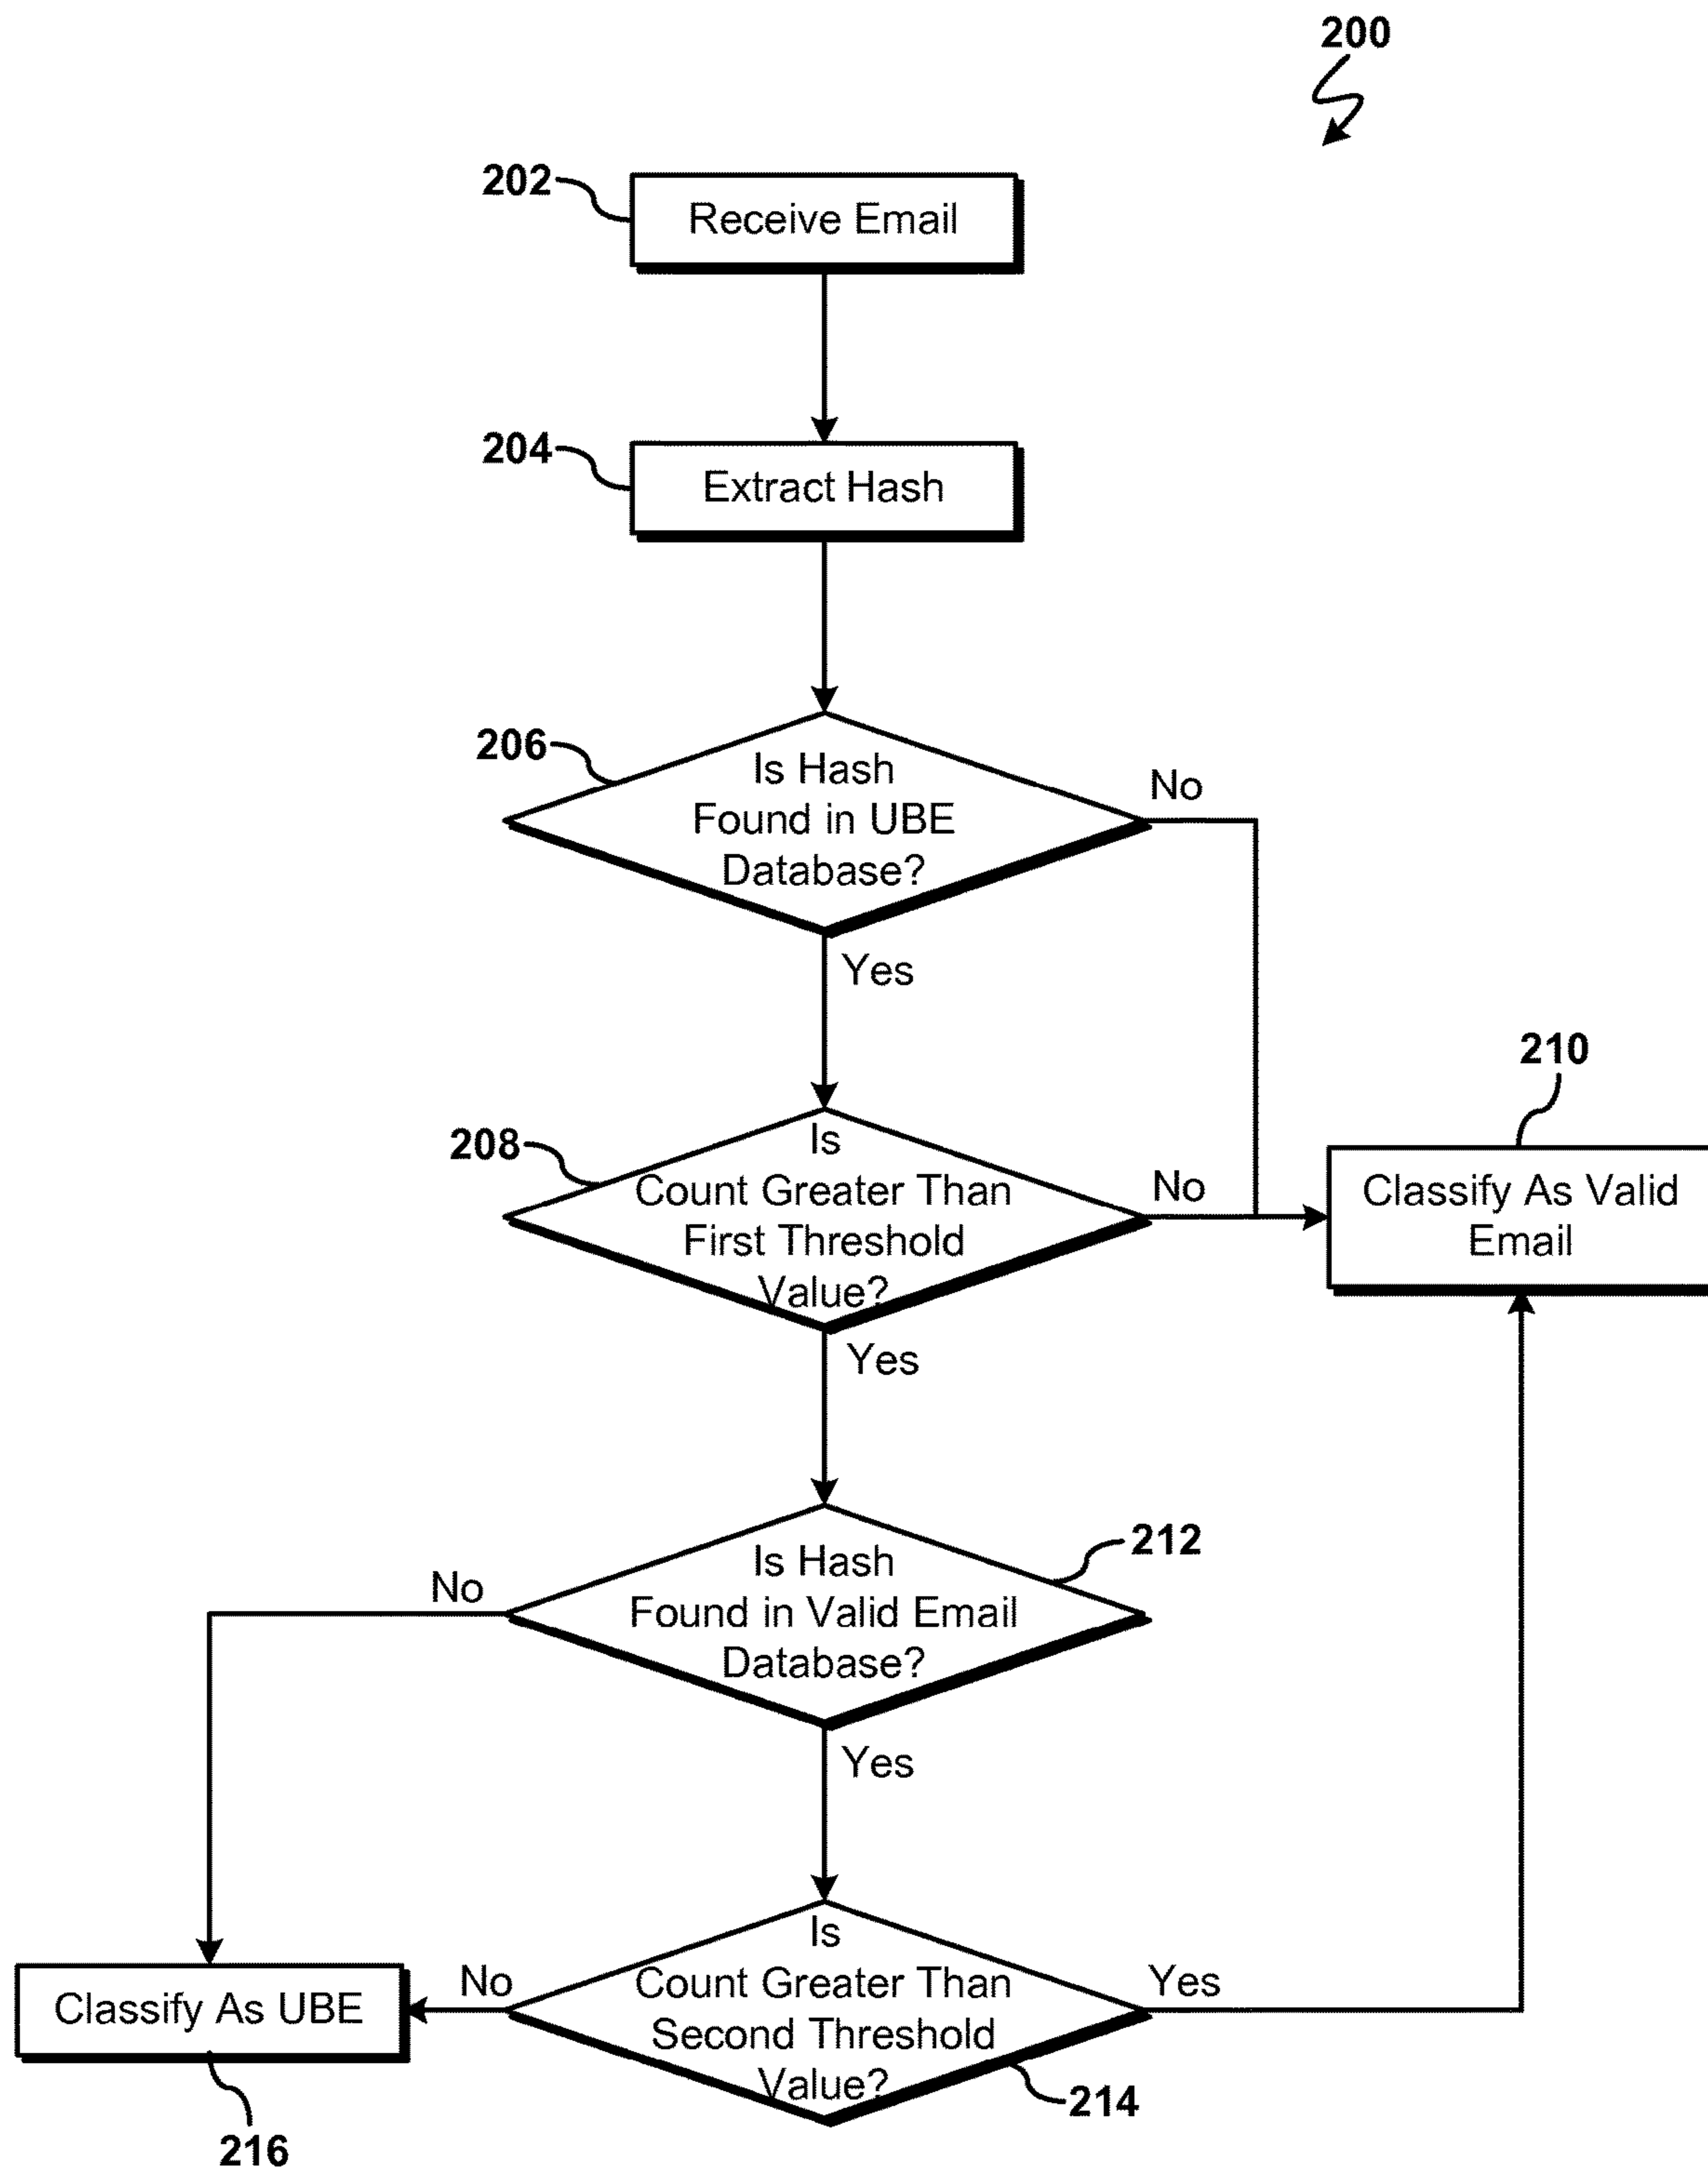 200
202
Receive Email
204
Extract Hash
206
Is Hash
Found in UBE
Database?
No
Yes
208
Is
Count Greater Than
First Threshold
Value?
No
210
Classify As Valid
Email
Yes
212
Is Hash
Found in Valid Email
Database?
No
Yes
Is
Count Greater Than
Second Threshold
Value?
No
Yes
Classify As UBE
214
216